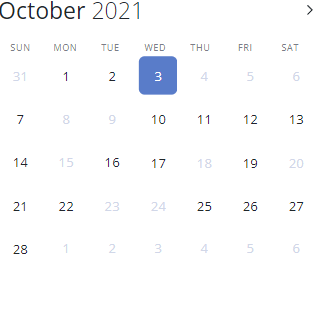 October 2021 >
SUN MON TUE WED THU FRI SAT
31 1 2 3 4 5 6
7 8 9 10 11 12 13
14 15 16 17 18 19 20
21 22 23 24 25 26 27
28 1 2 3 4 5 6